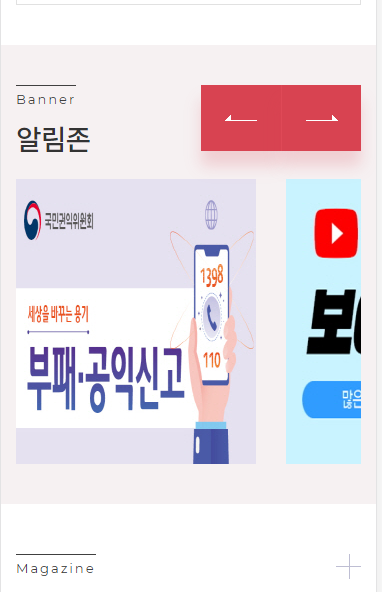 Banner
알림존
국민권익위원회
1398
세상을 바꾸는 용기
부패·공익신고
110
많은
Magazine